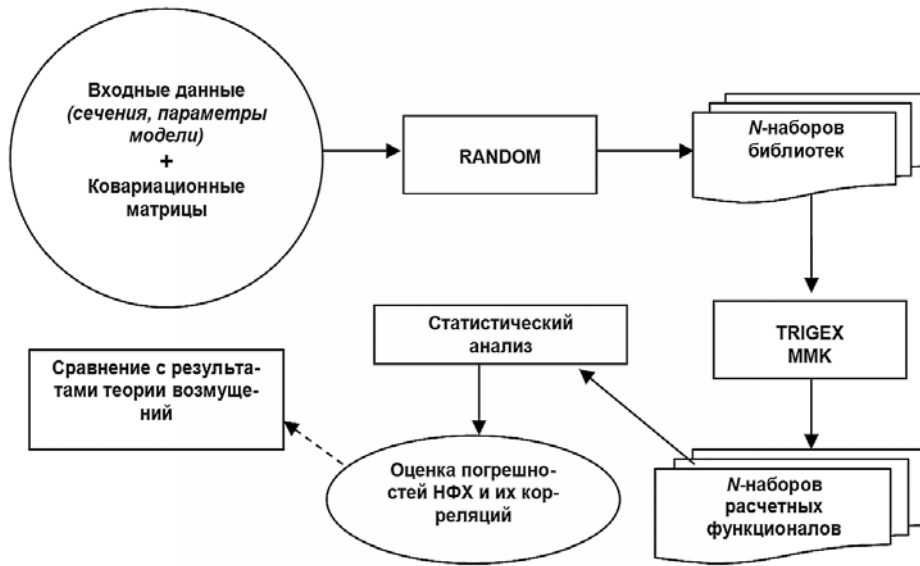 Входные данные
(сечения, параметры
модели)
+
Ковариационные
матрицы
RANDOM
N-наборов
библиотек
TRIGEX
ММК
N-наборов
расчетных
функционалов
Статистический
анализ
Оценка погрешно-
стей НФХ и их кор-
реляций
Сравнение с результа-
тами теории возмуще-
ний